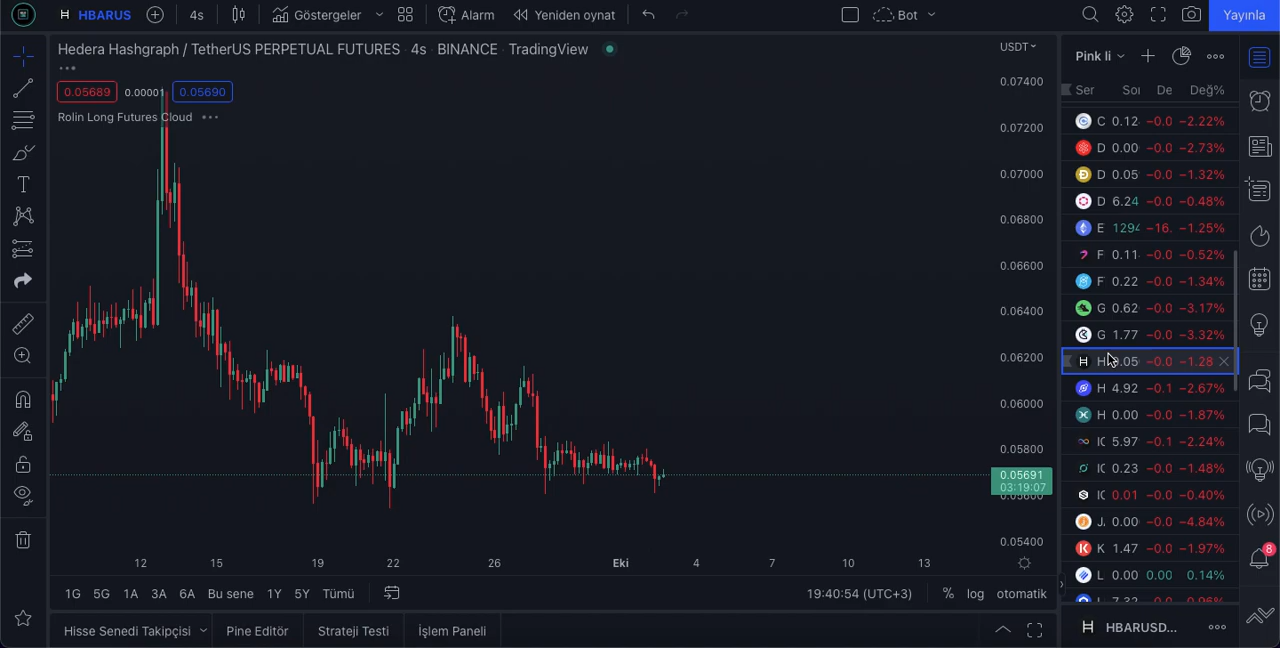 HBARUS
4s
Göstergeler
Alarm
Yeniden oynat
Bot
Yayınla
Hedera Hashgraph / TetherUS PERPETUAL FUTURES 4s BINANCE TradingView
0.05689 0.00001 0.05690
Rolin Long Futures Cloud
USDT
0.07400
0.07200
0.07000
0.06800
0.06600
0.06400
0.06200
0.06000
0.05800
0.05691
03:19:07
0.05600
0.05400
12 15 19 22 26 Eki 4 7 10 13
1G 5G 1A 3A 6A Bu sene 1Y 5Y Tümü
19:40:54 (UTC+3) % log otomatik
Hisse Senedi Takipçisi Pine Editör Strateji Testi İşlem Paneli
Pink li
Ser De Değ%
C 0.12 −0.0 −2.22%
D 0.00 −0.0 −2.73%
D 0.05 −0.0 −1.32%
D 6.24 −0.0 −0.48%
E 1294 −16. −1.25%
F 0.11 −0.0 −0.52%
F 0.22 −0.0 −1.34%
G 0.62 −0.0 −3.17%
G 1.77 −0.0 −3.32%
H 0.05 −0.0 −1.28
H 4.92 −0.1 −2.67%
H 0.00 −0.0 −1.87%
IC 5.97 −0.1 −2.24%
IC 0.23 −0.0 −1.48%
IC 0.01 −0.0 −0.40%
J. 0.00 −0.0 −4.84%
K 1.47 −0.0 −1.97%
L 0.00 0.00 0.14%
8
HBARUSD...